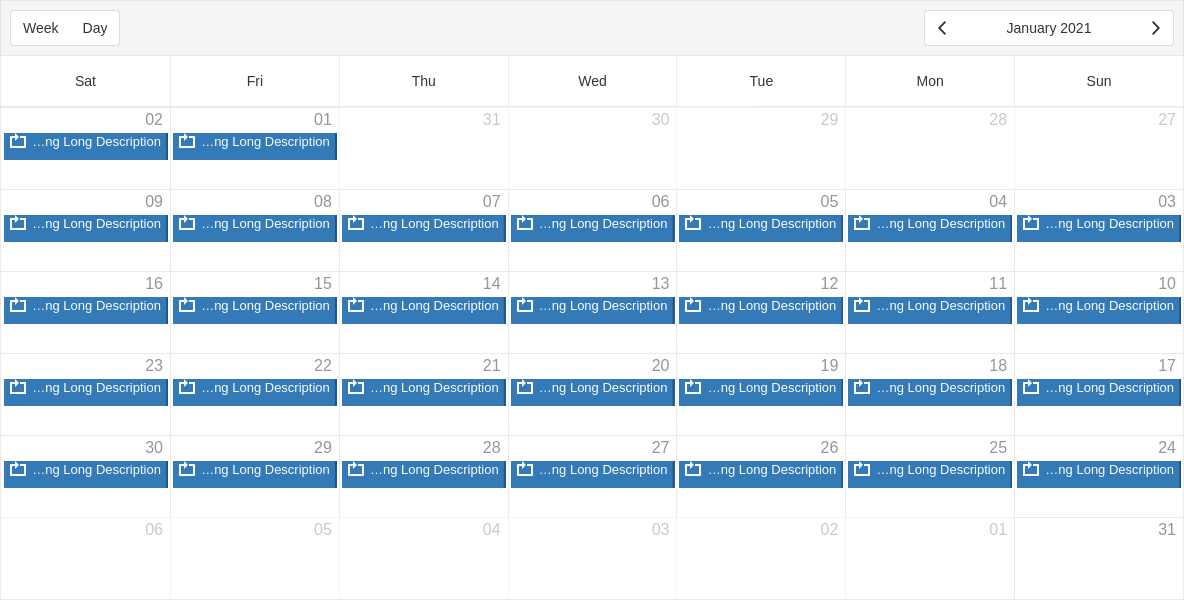 Week Day January 2021
Sat Fri Thu Wed Tue Mon Sun
02 01 31 30 29 28 27
…ng Long Description …ng Long Description
09 08 07 06 05 04 03
…ng Long Description …ng Long Description …ng Long Description …ng Long Description …ng Long Description …ng Long Description …ng Long Description
16 15 14 13 12 11 10
…ng Long Description …ng Long Description …ng Long Description …ng Long Description …ng Long Description …ng Long Description …ng Long Description
23 22 21 20 19 18 17
…ng Long Description …ng Long Description …ng Long Description …ng Long Description …ng Long Description …ng Long Description …ng Long Description
30 29 28 27 26 25 24
…ng Long Description …ng Long Description …ng Long Description …ng Long Description …ng Long Description …ng Long Description …ng Long Description
06 05 04 03 02 01 31